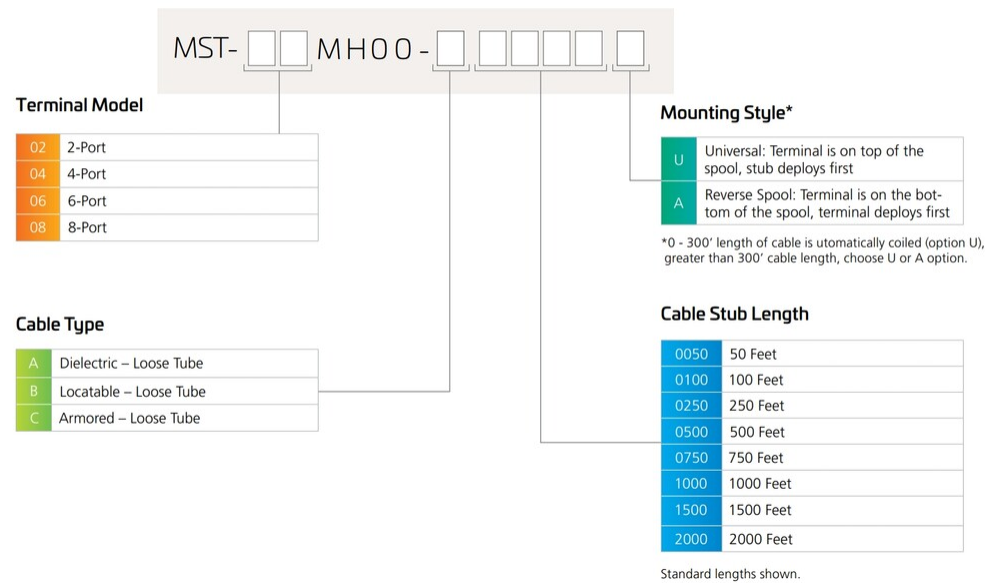 MST- MH00-
Terminal Model
02 2-Port
04 4-Port
06 6-Port
08 8-Port
Cable Type
A Dielectric – Loose Tube
B Locatable – Loose Tube
C Armored – Loose Tube
Mounting Style*
U Universal: Terminal is on top of the
spool, stub deploys first
A Reverse Spool: Terminal is on the bot-
tom of the spool, terminal deploys first
*0 - 300’ length of cable is utomatically coiled (option U),
greater than 300’ cable length, choose U or A option.
Cable Stub Length
0050 50 Feet
0100 100 Feet
0250 250 Feet
0500 500 Feet
0750 750 Feet
1000 1000 Feet
1500 1500 Feet
2000 2000 Feet
Standard lengths shown.